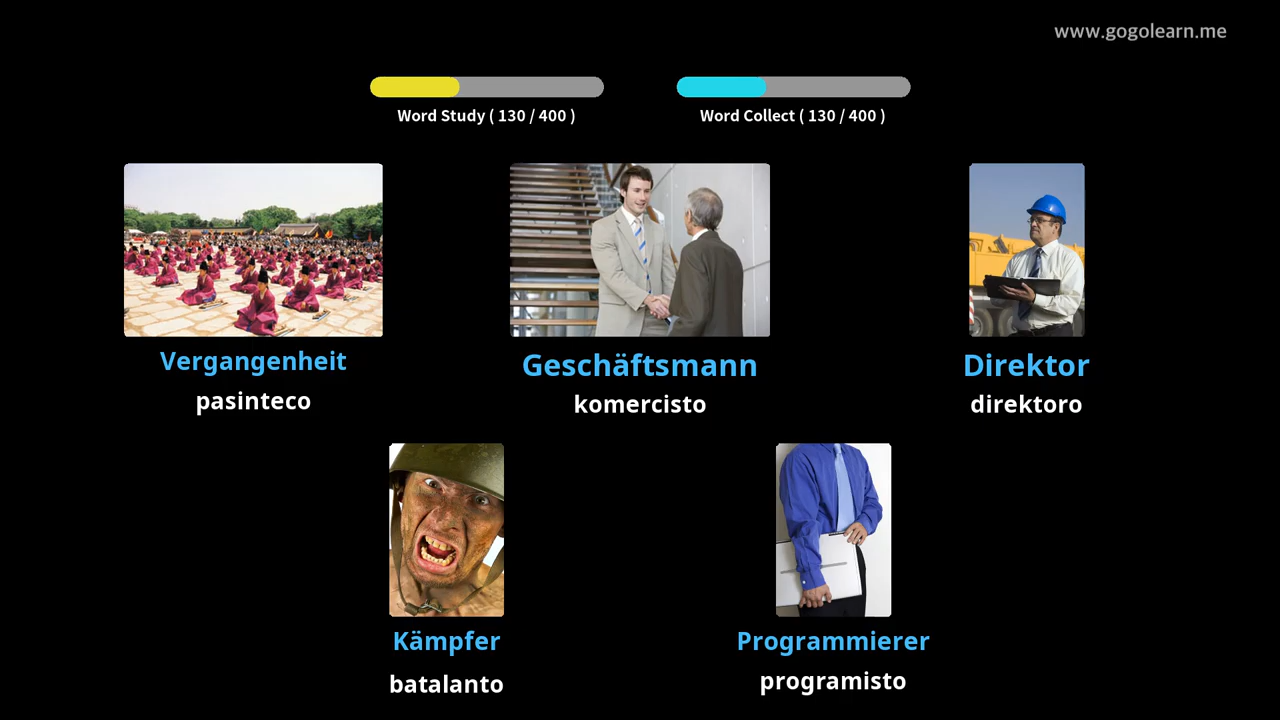 www.gogolearn.me
Word Study ( 130 / 400 )
Word Collect ( 130 / 400 )
Vergangenheit
pasinteco
Geschäftsmann
komercisto
Direktor
direktoro
Kämpfer
batalanto
Programmierer
programisto